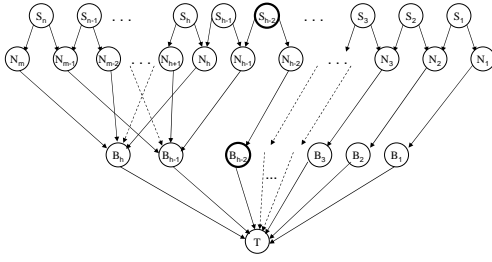 Sn Sn-1 . . . Sh Sh-1 Sh-2 . . . S3 S2 S1
Nm Nm-1 Nm-2 . . . Nh+1 Nh Nh-1 Nh-2 . . . N3 N2 N1
Bh Bh-1 Bh-2 ... B3 B2 B1
T